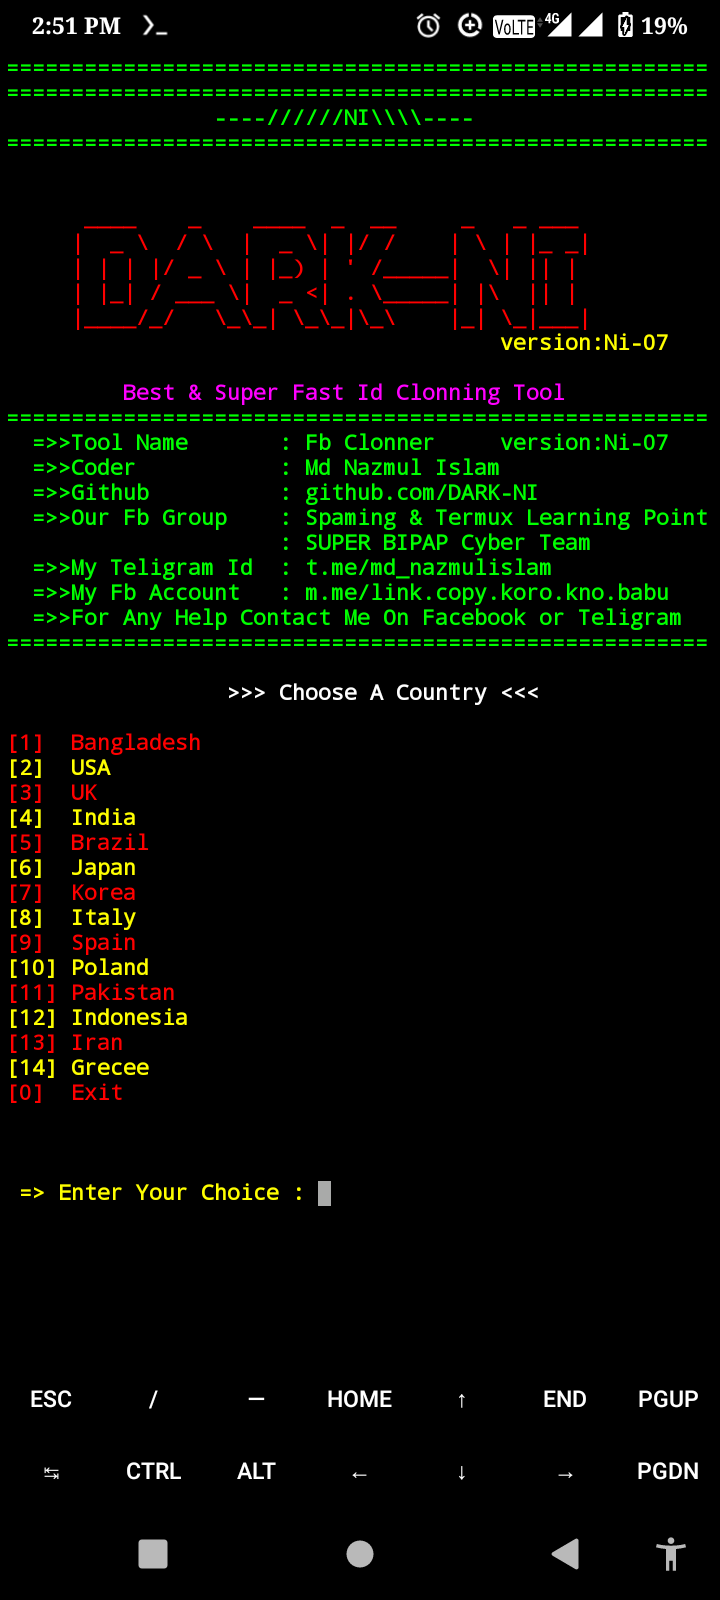 2:51 PM 4G VoLTE 19%
======================================================
======================================================
----//////NI\\\\----
======================================================
DARK-NI
version:Ni-07
Best & Super Fast Id Clonning Tool
======================================================
=>>Tool Name : Fb Clonner version:Ni-07
=>>Coder : Md Nazmul Islam
=>>Github : github.com/DARK-NI
=>>Our Fb Group : Spaming & Termux Learning Point
: SUPER BIPAP Cyber Team
=>>My Teligram Id : t.me/md_nazmulislam
=>>My Fb Account : m.me/link.copy.koro.kno.babu
=>>For Any Help Contact Me On Facebook or Teligram
======================================================
>>> Choose A Country <<<
[1] Bangladesh
[2] USA
[3] UK
[4] India
[5] Brazil
[6] Japan
[7] Korea
[8] Italy
[9] Spain
[10] Poland
[11] Pakistan
[12] Indonesia
[13] Iran
[14] Grecee
[0] Exit
=> Enter Your Choice :
ESC / — HOME ↑ END PGUP
↹ CTRL ALT ← ↓ → PGDN